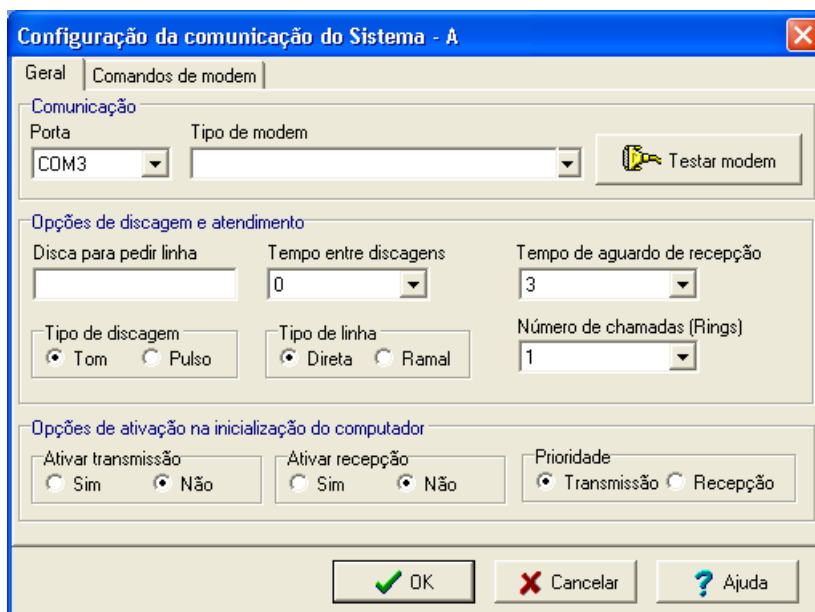 Configuração da comunicação do Sistema - A
Geral Comandos de modem
Comunicação
Porta Tipo de modem
COM3 Testar modem
Opções de discagem e atendimento
Disca para pedir linha Tempo entre discagens Tempo de aguardo de recepção
0 3
Tipo de discagem Tipo de linha Número de chamadas (Rings)
Tom Pulso Direta Ramal 1
Opções de ativação na inicialização do computador
Ativar transmissão Ativar recepção Prioridade
Sim Não Sim Não Transmissão Recepção
OK Cancelar ? Ajuda